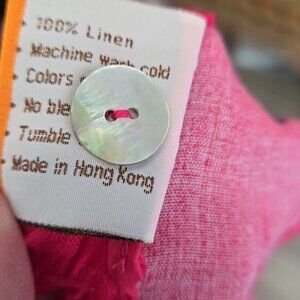 • 100% Linen
• Machine wash cold
• Colors
• No ble
• Tumble
• Made in Hong Kong